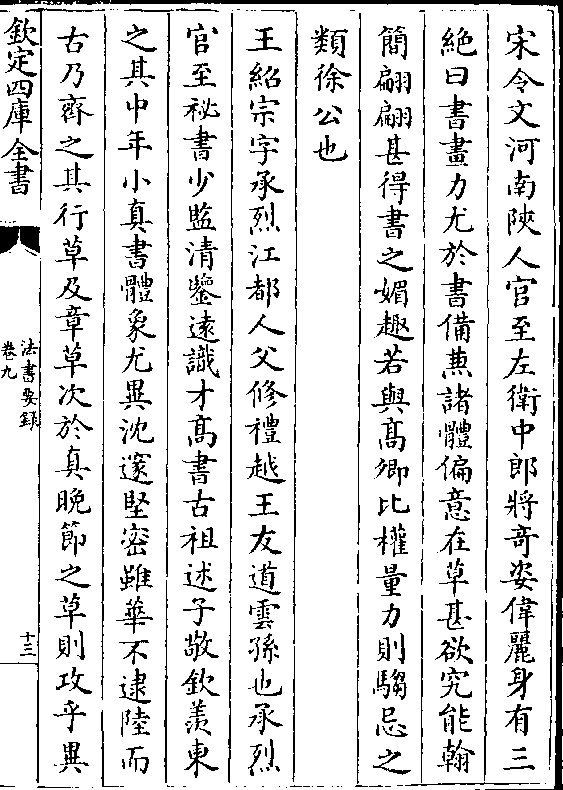 宋令文河南陝人官至左衛中郎將竒姿偉麗身有三
絶曰書畫力尤於書備兼諸體偏意在草甚欲究能翰
簡翩翩甚得書之媚趣若與髙卿比權量力則騶忌之
類徐公也
王紹宗字承烈江都人父修禮越王友道雲孫也承烈
官至祕書少監清鑒逺識才髙書古祖述子敬欽羨柬
之其中年小真書體象尤異沈邃堅密雖華不逮陸而
古乃齊之其行草及章草次於真晚節之草則攻乎異
欽定四庫全書
法書要録
卷九
十三